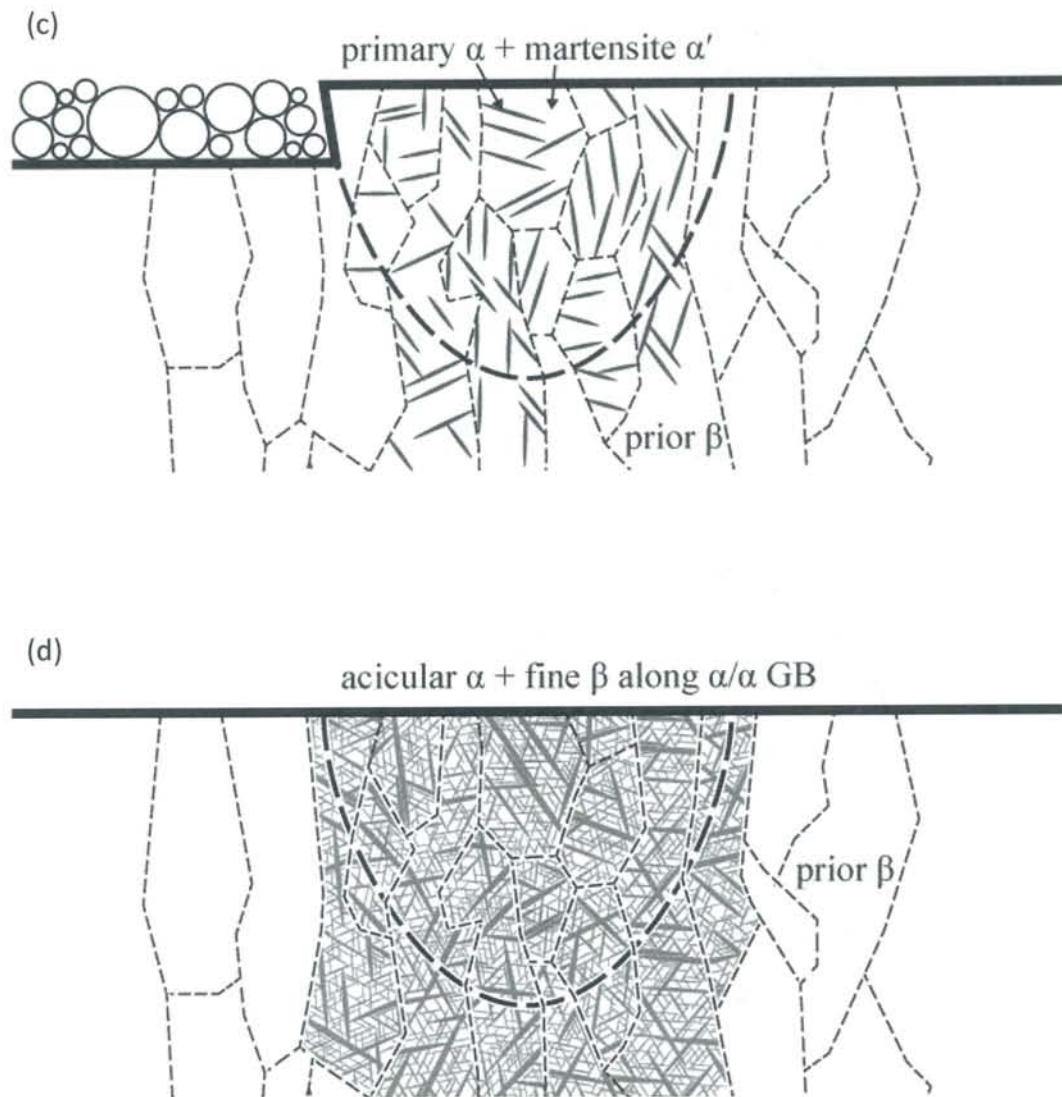 (c)
primary α + martensite α′
prior β
(d)
acicular α + fine β along α/α GB
prior β